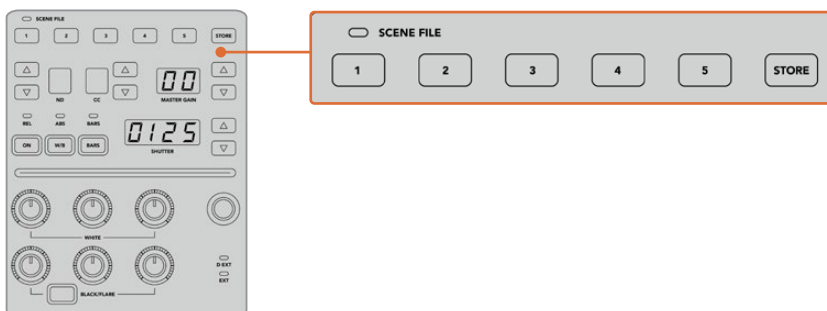 SCENE FILE
1 2 3 4 5 STORE
ND CC 00 MASTER GAIN
REL ABS BARS
ON W/B BARS 0125
SHUTTER
WHITE
D-EXT
EXT
BLACK/FLARE
SCENE FILE
1 2 3 4 5 STORE